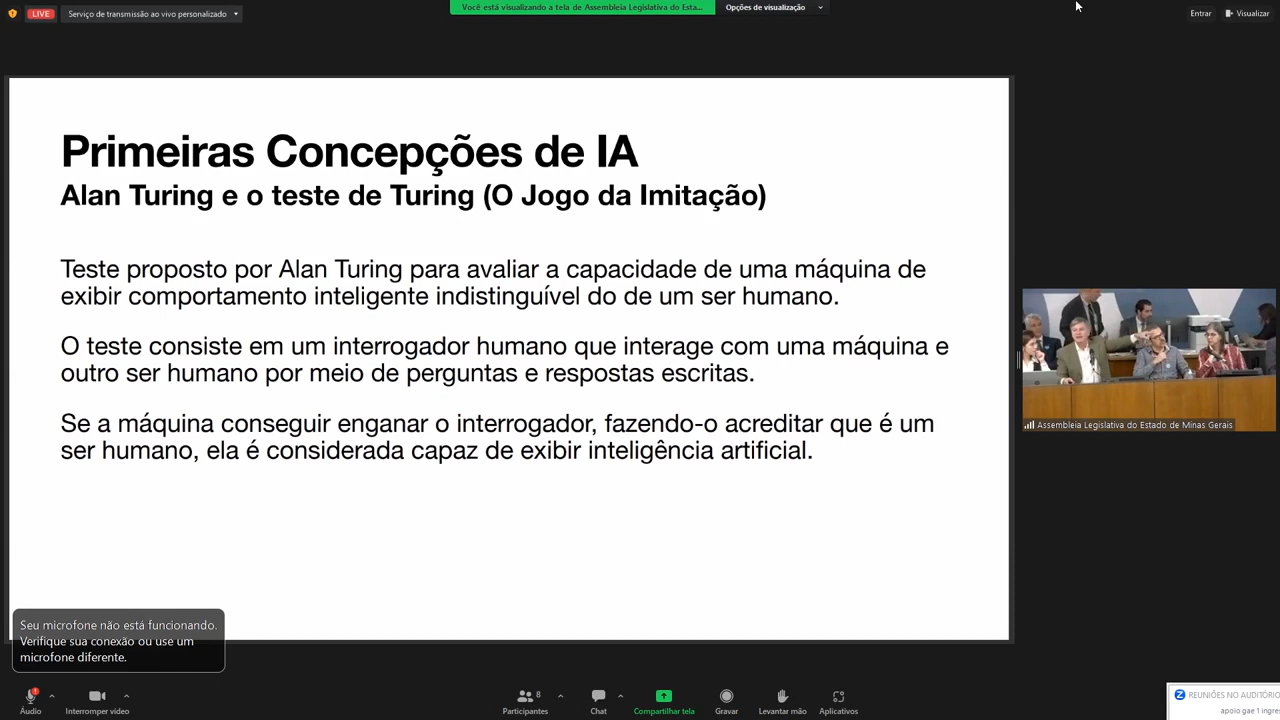 LIVE
Serviço de transmissão ao vivo personalizado
Você está visualizando a tela de Assembleia Legislativa do Esta...
Opções de visualização
Entrar
Visualizar
Primeiras Concepções de IA
Alan Turing e o teste de Turing (O Jogo da Imitação)
Teste proposto por Alan Turing para avaliar a capacidade de uma máquina de
exibir comportamento inteligente indistinguível do de um ser humano.
O teste consiste em um interrogador humano que interage com uma máquina e
outro ser humano por meio de perguntas e respostas escritas.
Se a máquina conseguir enganar o interrogador, fazendo-o acreditar que é um
ser humano, ela é considerada capaz de exibir inteligência artificial.
Assembleia Legislativa do Estado de Minas Gerais
Seu microfone não está funcionando.
Verifique sua conexão ou use um
microfone diferente.
Áudio
Interromper vídeo
Participantes
8
Chat
Compartilhar tela
Gravar
Levantar mão
Aplicativos
REUNIÕES NO AUDITÓRIO
apoio gae 1 ingres